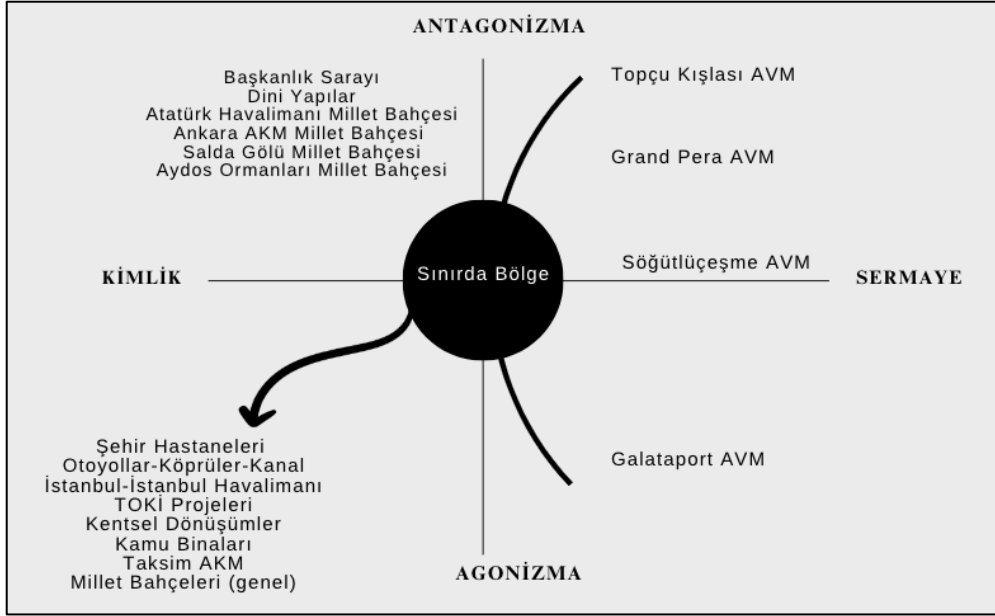 ANTAGONİZMA
Başkanlık Sarayı
Dini Yapılar
Atatürk Havalimanı Millet Bahçesi
Ankara AKM Millet Bahçesi
Salda Gölü Millet Bahçesi
Aydos Ormanları Millet Bahçesi
Topçu Kışlası AVM
Grand Pera AVM
KİMLİK
Sınırda Bölge
Söğütlüçeşme AVM
SERMAYE
Şehir Hastaneleri
Otoyollar-Köprüler-Kanal
İstanbul-İstanbul Havalimanı
TOKİ Projeleri
Kentsel Dönüşümler
Kamu Binaları
Taksim AKM
Millet Bahçeleri (genel)
Galataport AVM
AGONİZMA